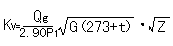 Kv= Qg / 2.90P₁ √G(273+t) · √Z